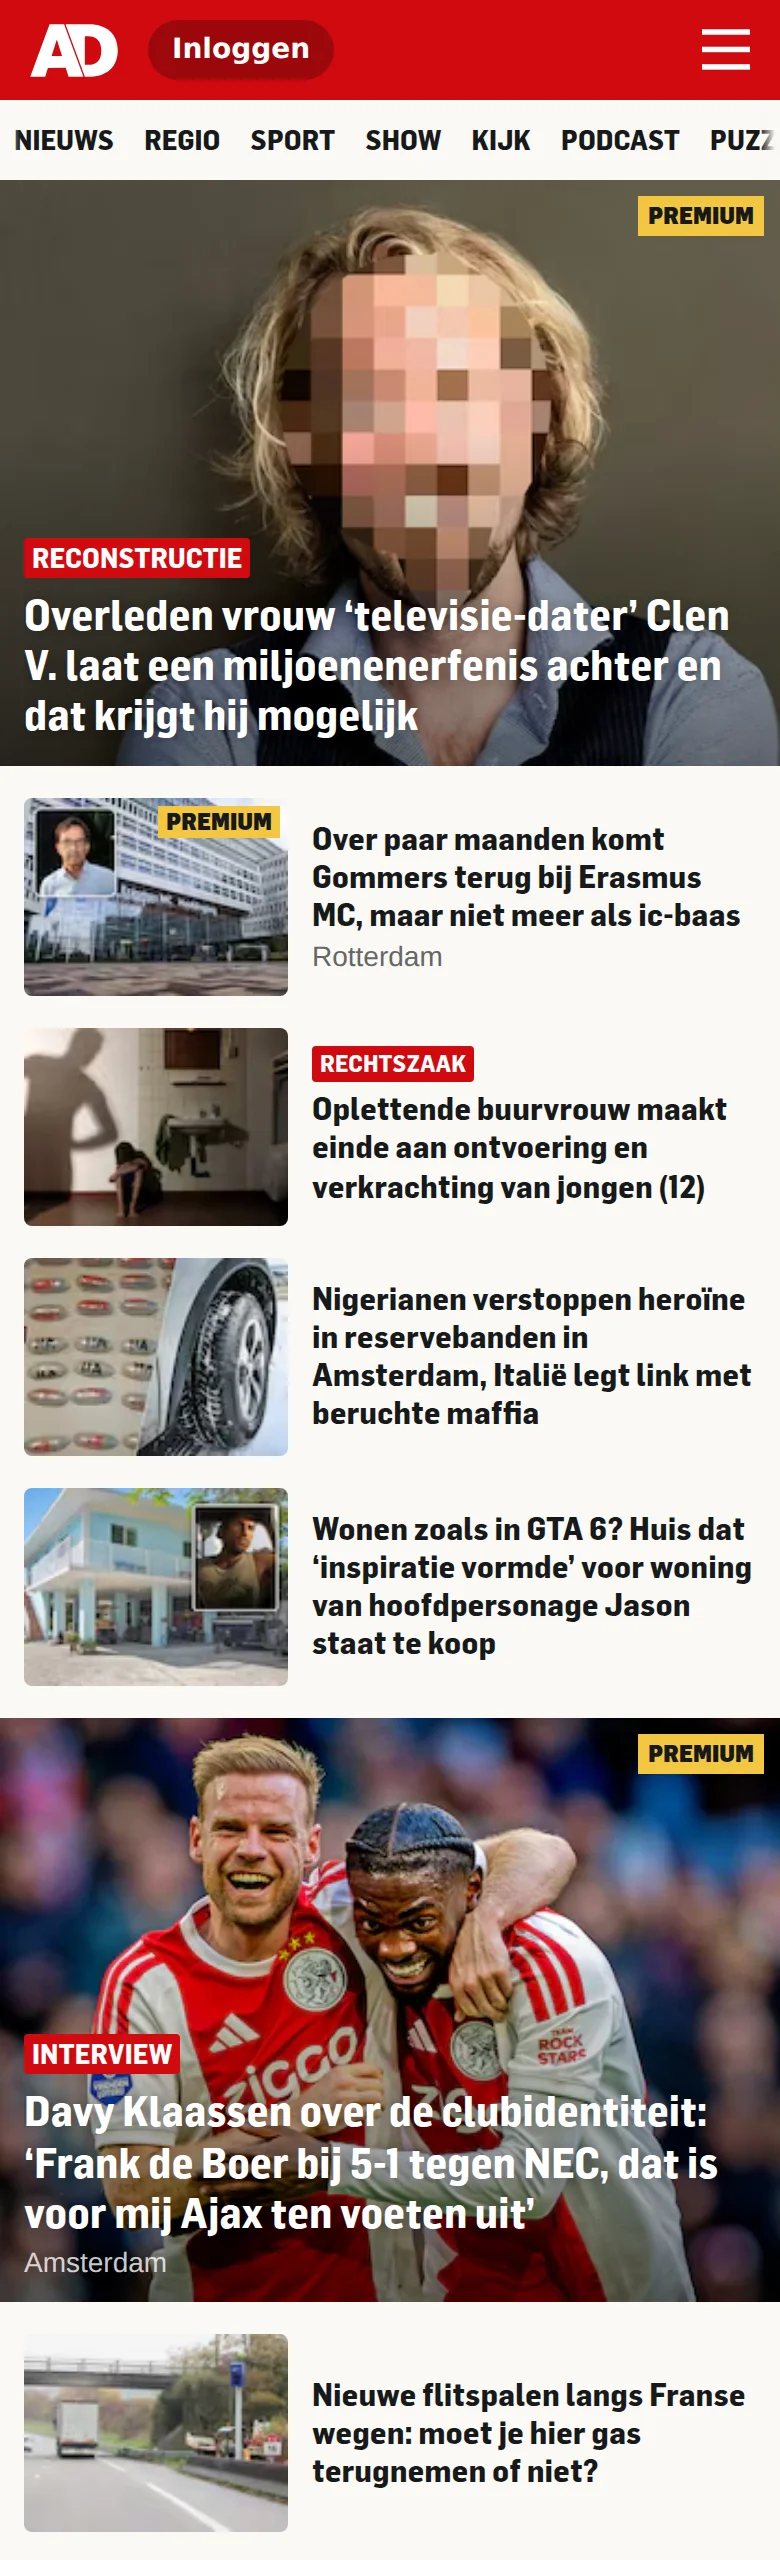 AD
Inloggen
NIEUWS REGIO SPORT SHOW KIJK PODCAST PUZZ
PREMIUM
RECONSTRUCTIE
Overleden vrouw ‘televisie-dater’ Clen
V. laat een miljoenenerfenis achter en
dat krijgt hij mogelijk
PREMIUM
Over paar maanden komt
Gommers terug bij Erasmus
MC, maar niet meer als ic-baas
Rotterdam
RECHTSZAAK
Oplettende buurvrouw maakt
einde aan ontvoering en
verkrachting van jongen (12)
Nigerianen verstoppen heroïne
in reservebanden in
Amsterdam, Italië legt link met
beruchte maffia
Wonen zoals in GTA 6? Huis dat
‘inspiratie vormde’ voor woning
van hoofdpersonage Jason
staat te koop
PREMIUM
TEAM
ROCK
STARS
ZIGGO
INTERVIEW
Davy Klaassen over de clubidentiteit:
‘Frank de Boer bij 5-1 tegen NEC, dat is
voor mij Ajax ten voeten uit’
Amsterdam
Nieuwe flitspalen langs Franse
wegen: moet je hier gas
terugnemen of niet?